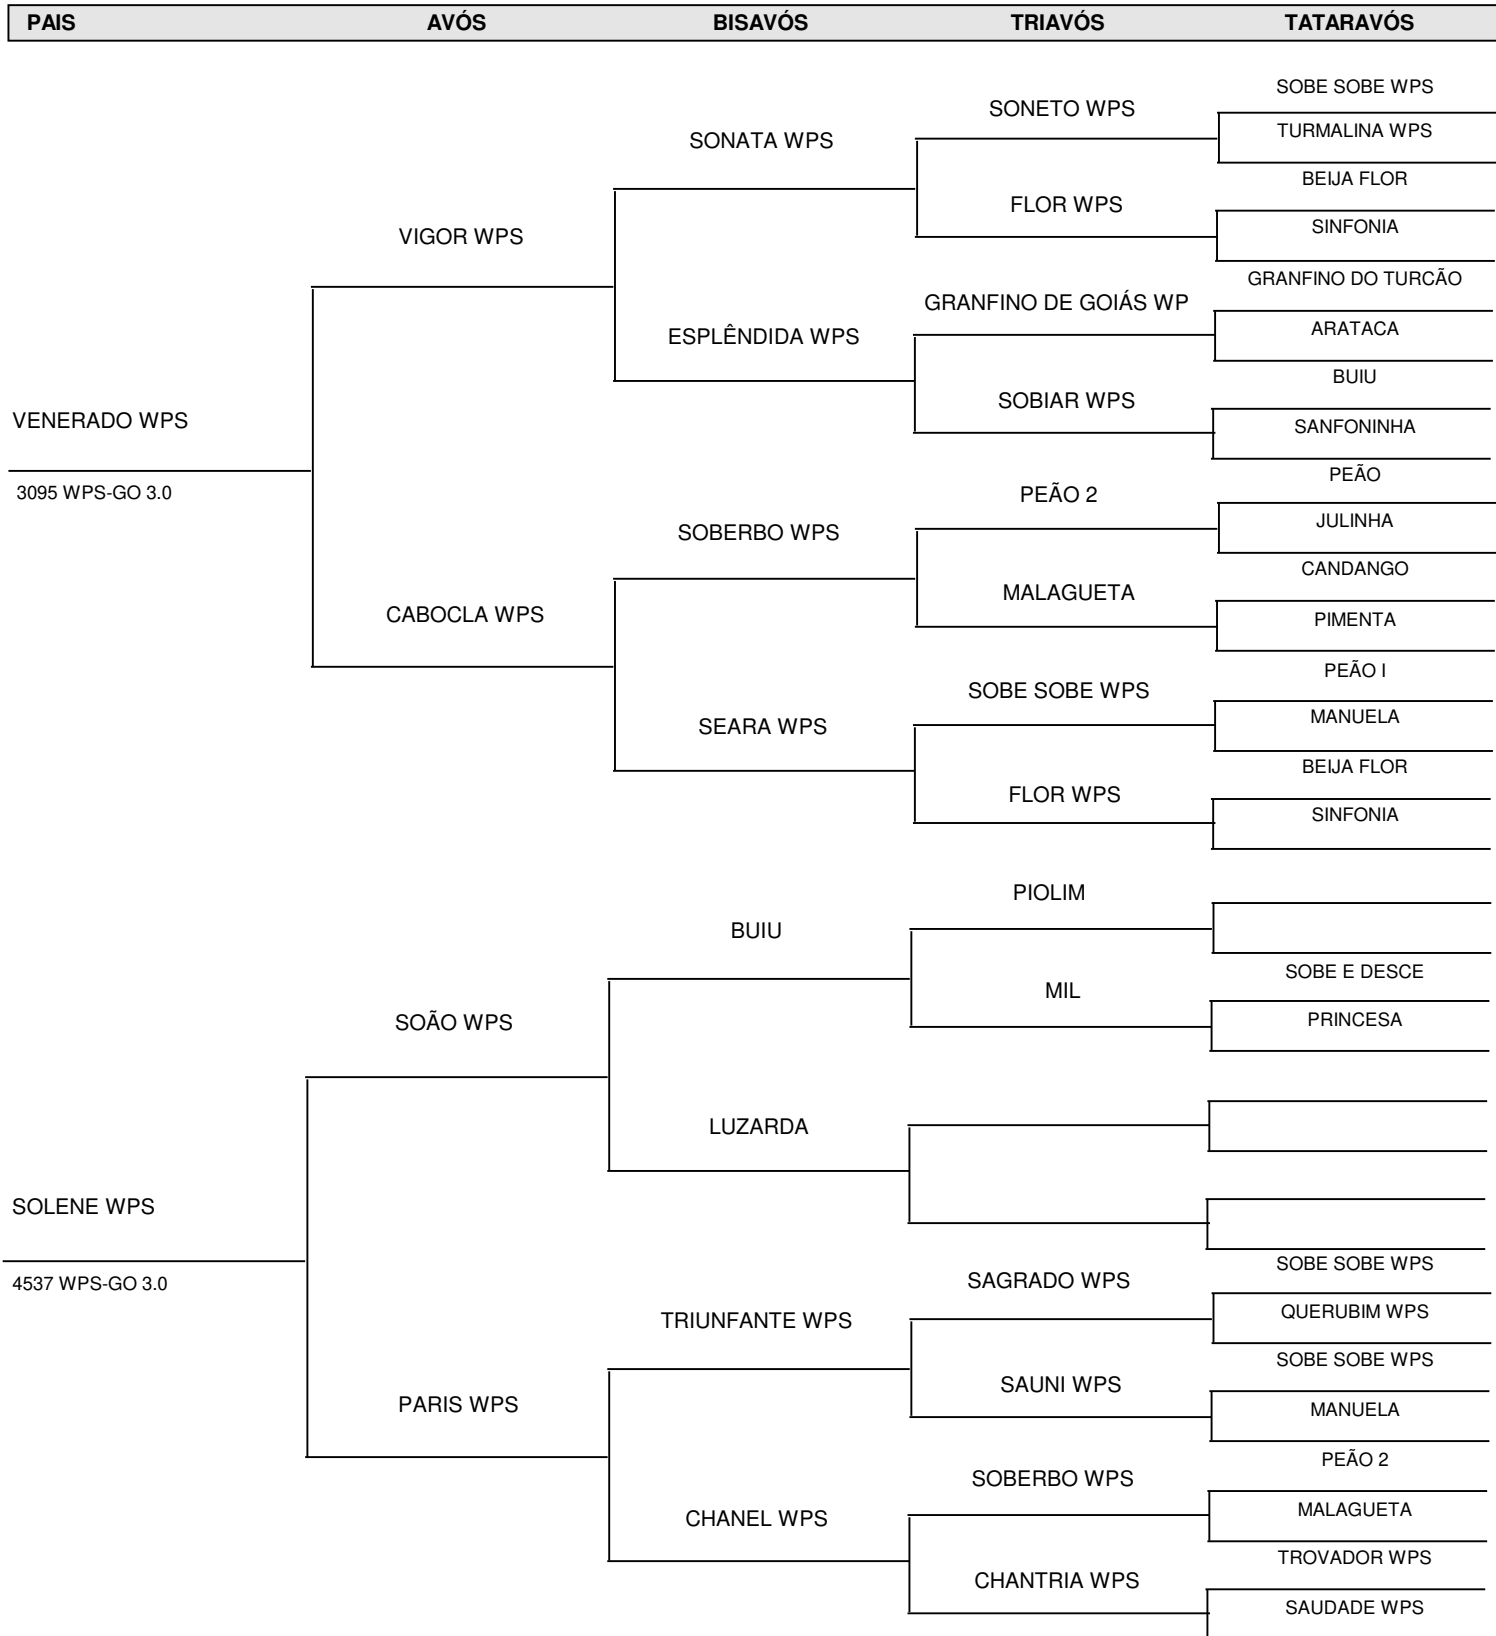 PAIS AVÓS BISAVÓS TRIAVÓS TATARAVÓS
SOBE SOBE WPS
SONETO WPS
TURMALINA WPS
SONATA WPS
BEIJA FLOR
FLOR WPS
SINFONIA
VIGOR WPS
GRANFINO DO TURCÃO
GRANFINO DE GOIÁS WP
ARATACA
ESPLÊNDIDA WPS
BUIU
SOBIAR WPS
SANFONINHA
VENERADO WPS
PEÃO
3095 WPS-GO 3.0
PEÃO 2
JULINHA
SOBERBO WPS
CANDANGO
MALAGUETA
CABOCLA WPS
PIMENTA
PEÃO I
SOBE SOBE WPS
MANUELA
SEARA WPS
BEIJA FLOR
FLOR WPS
SINFONIA
PIOLIM
BUIU
SOBE E DESCE
MIL
SOÃO WPS
PRINCESA
LUZARDA
SOLENE WPS
SOBE SOBE WPS
4537 WPS-GO 3.0
SAGRADO WPS
QUERUBIM WPS
TRIUNFANTE WPS
SOBE SOBE WPS
SAUNI WPS
PARIS WPS
MANUELA
PEÃO 2
SOBERBO WPS
MALAGUETA
CHANEL WPS
TROVADOR WPS
CHANTRIA WPS
SAUDADE WPS